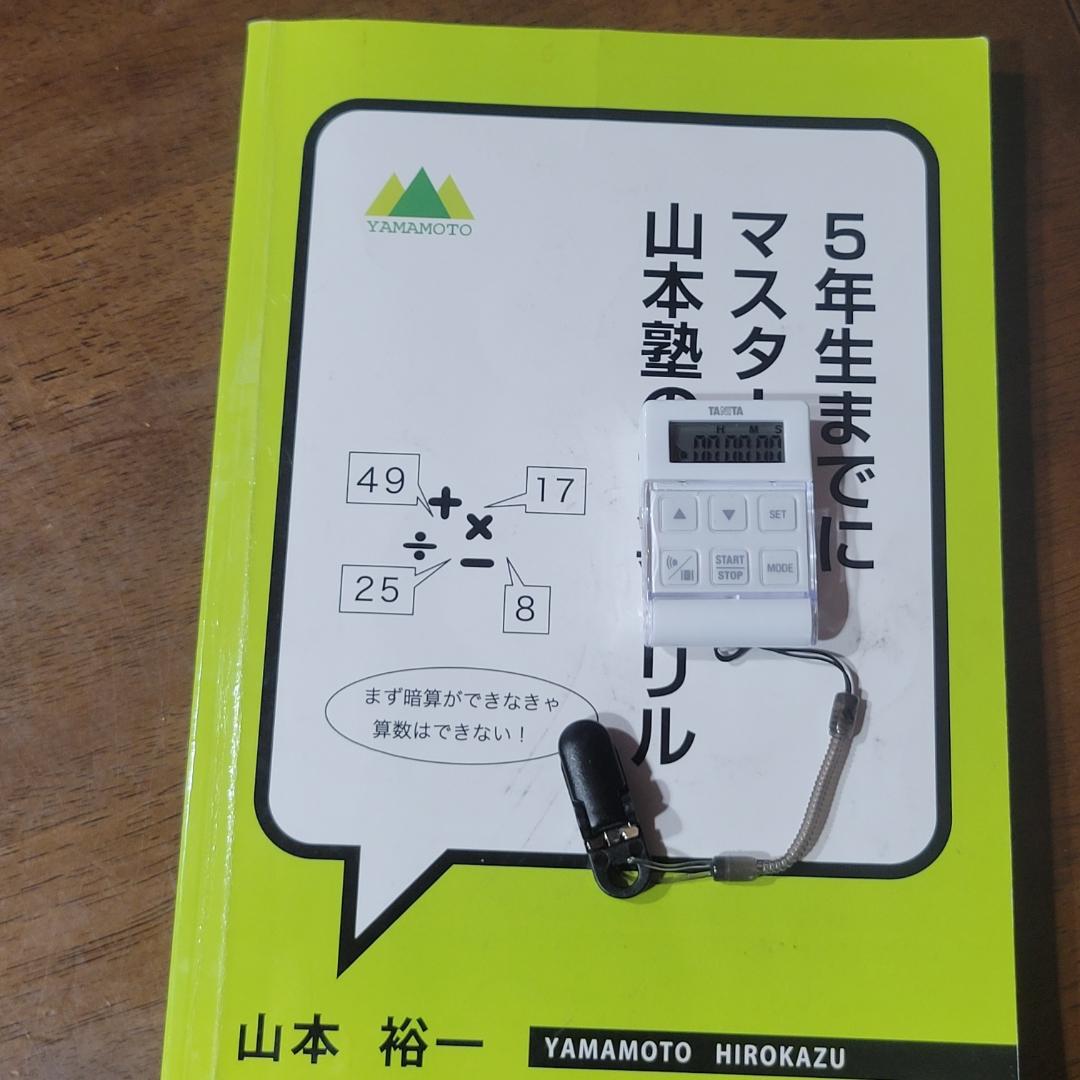 5年生までに
マスター
山本塾の
リル
YAMAMOTO
TANITA
H M S
SET
START
STOP
MODE
49
17
25
8
+
×
÷
−
まず暗算ができなきゃ
算数はできない！
山本 裕一
YAMAMOTO HIROKAZU